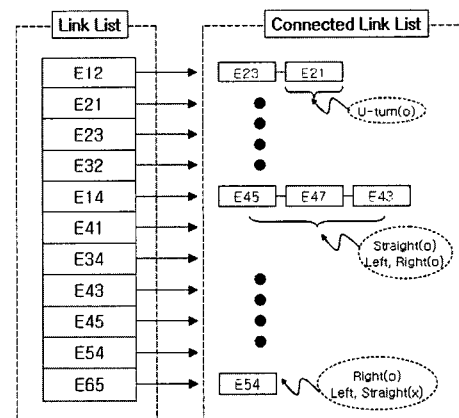 Link List
Connected Link List
E12
E23
E21
E21
U-turn(o)
E23
E32
E14
E45
E47
E43
E41
Straight(o)
Left, Right(o)
E34
E43
E45
E54
Right(o)
Left, Straight(x)
E65
E54